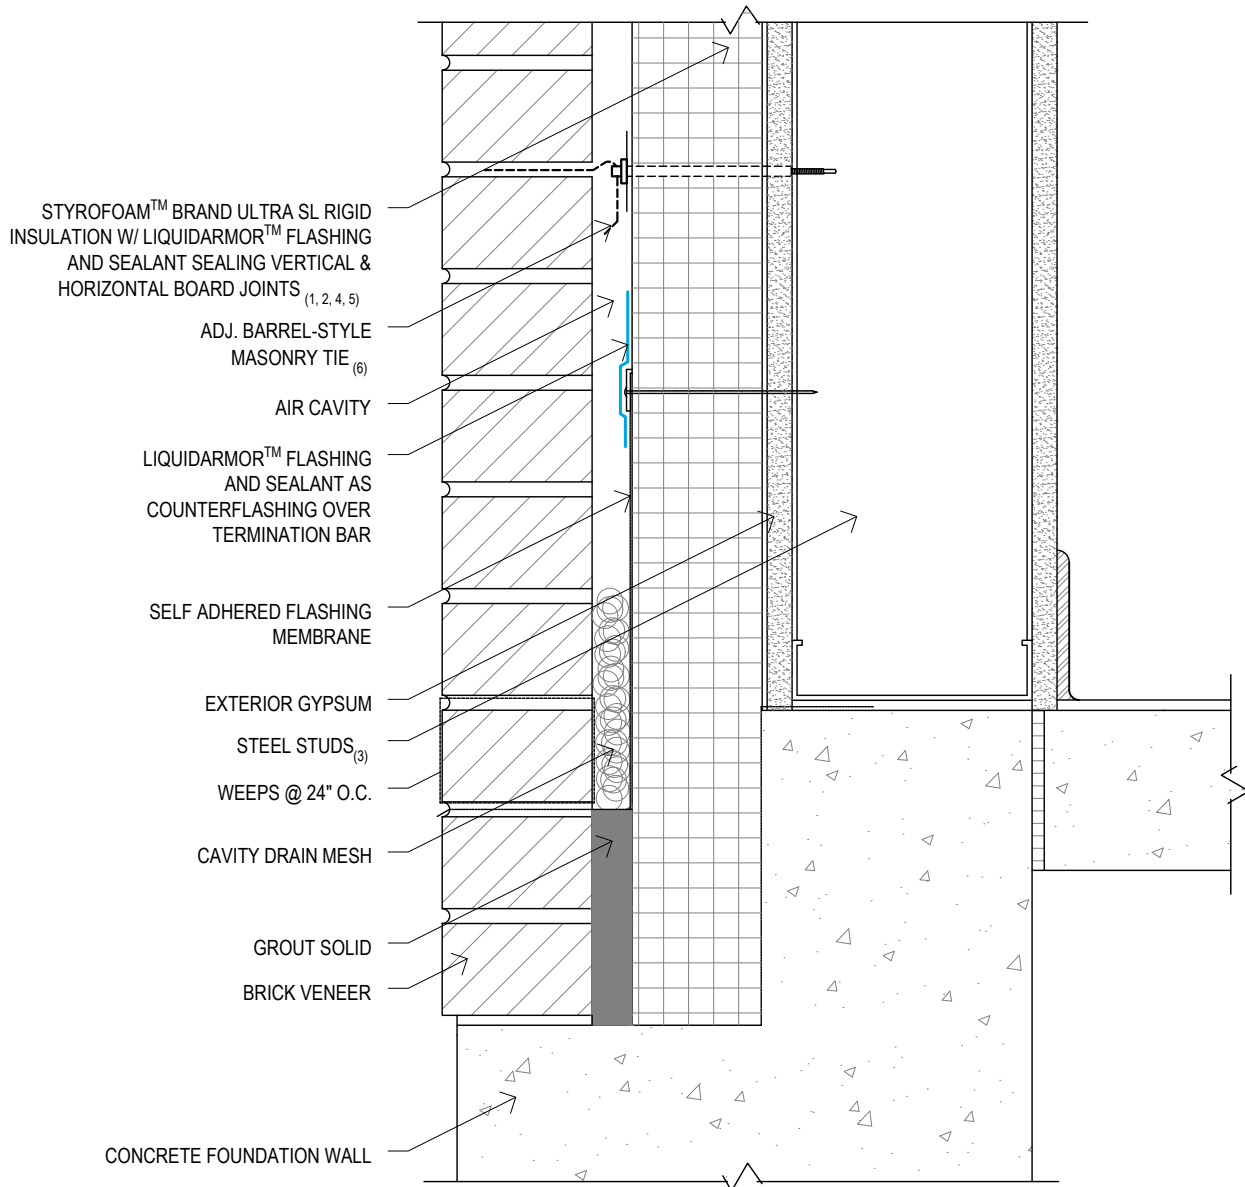 STYROFOAM™ BRAND ULTRA SL RIGID
INSULATION W/ LIQUIDARMOR™ FLASHING
AND SEALANT SEALING VERTICAL &
HORIZONTAL BOARD JOINTS (1, 2, 4, 5)
ADJ. BARREL-STYLE
MASONRY TIE (6)
AIR CAVITY
LIQUIDARMOR™ FLASHING
AND SEALANT AS
COUNTERFLASHING OVER
TERMINATION BAR
SELF ADHERED FLASHING
MEMBRANE
EXTERIOR GYPSUM
STEEL STUDS(3)
WEEPS @ 24" O.C.
CAVITY DRAIN MESH
GROUT SOLID
BRICK VENEER
CONCRETE FOUNDATION WALL